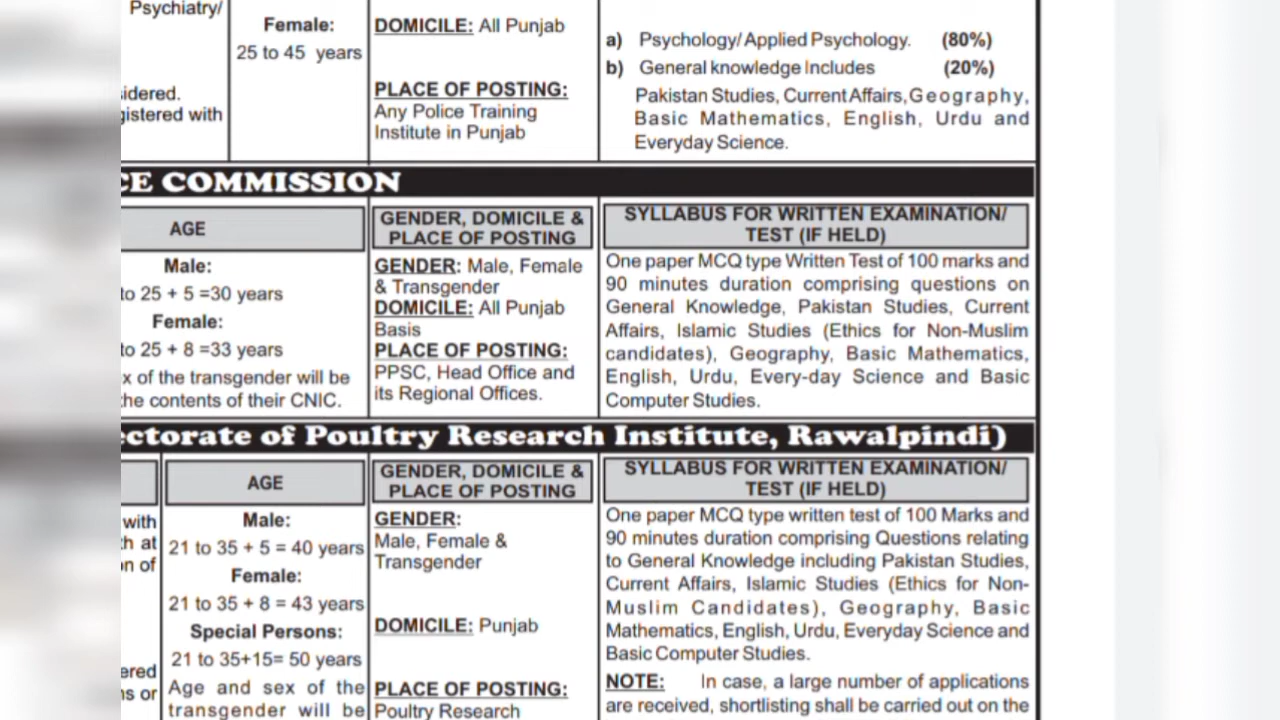 Psychiatry/
sidered.
gistered with
Female:
25 to 45 years
DOMICILE: All Punjab
PLACE OF POSTING:
Any Police Training
Institute in Punjab
a) Psychology/Applied Psychology. (80%)
b) General knowledge Includes (20%)
Pakistan Studies, Current Affairs, Geography,
Basic Mathematics, English, Urdu and
Everyday Science.
CE COMMISSION
AGE
Male:
to 25 + 5 =30 years
Female:
to 25 + 8 =33 years
x of the transgender will be
the contents of their CNIC.
GENDER, DOMICILE &
PLACE OF POSTING
GENDER: Male, Female
& Transgender
DOMICILE: All Punjab
Basis
PLACE OF POSTING:
PPSC, Head Office and
its Regional Offices.
SYLLABUS FOR WRITTEN EXAMINATION/
TEST (IF HELD)
One paper MCQ type Written Test of 100 marks and
90 minutes duration comprising questions on
General Knowledge, Pakistan Studies, Current
Affairs, Islamic Studies (Ethics for Non-Muslim
candidates), Geography, Basic Mathematics,
English, Urdu, Every-day Science and Basic
Computer Studies.
ectorate of Poultry Research Institute, Rawalpindi)
with
h at
n of
ered
ns or
AGE
Male:
21 to 35 + 5 = 40 years
Female:
21 to 35 + 8 = 43 years
Special Persons:
21 to 35+15= 50 years
Age and sex of the
transgender will be
GENDER, DOMICILE &
PLACE OF POSTING
GENDER:
Male, Female &
Transgender
DOMICILE: Punjab
PLACE OF POSTING:
Poultry Research
SYLLABUS FOR WRITTEN EXAMINATION/
TEST (IF HELD)
One paper MCQ type written test of 100 Marks and
90 minutes duration comprising Questions relating
to General Knowledge including Pakistan Studies,
Current Affairs, Islamic Studies (Ethics for Non-
Muslim Candidates), Geography, Basic
Mathematics, English, Urdu, Everyday Science and
Basic Computer Studies.
NOTE: In case, a large number of applications
are received, shortlisting shall be carried out on the